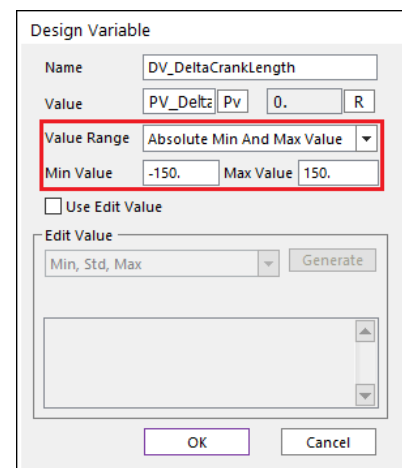 Design Variable
Name DV_DeltaCrankLength
Value PV_Delta Pv 0. R
Value Range Absolute Min And Max Value
Min Value -150. Max Value 150.
Use Edit Value
Edit Value
Min, Std, Max Generate
OK Cancel